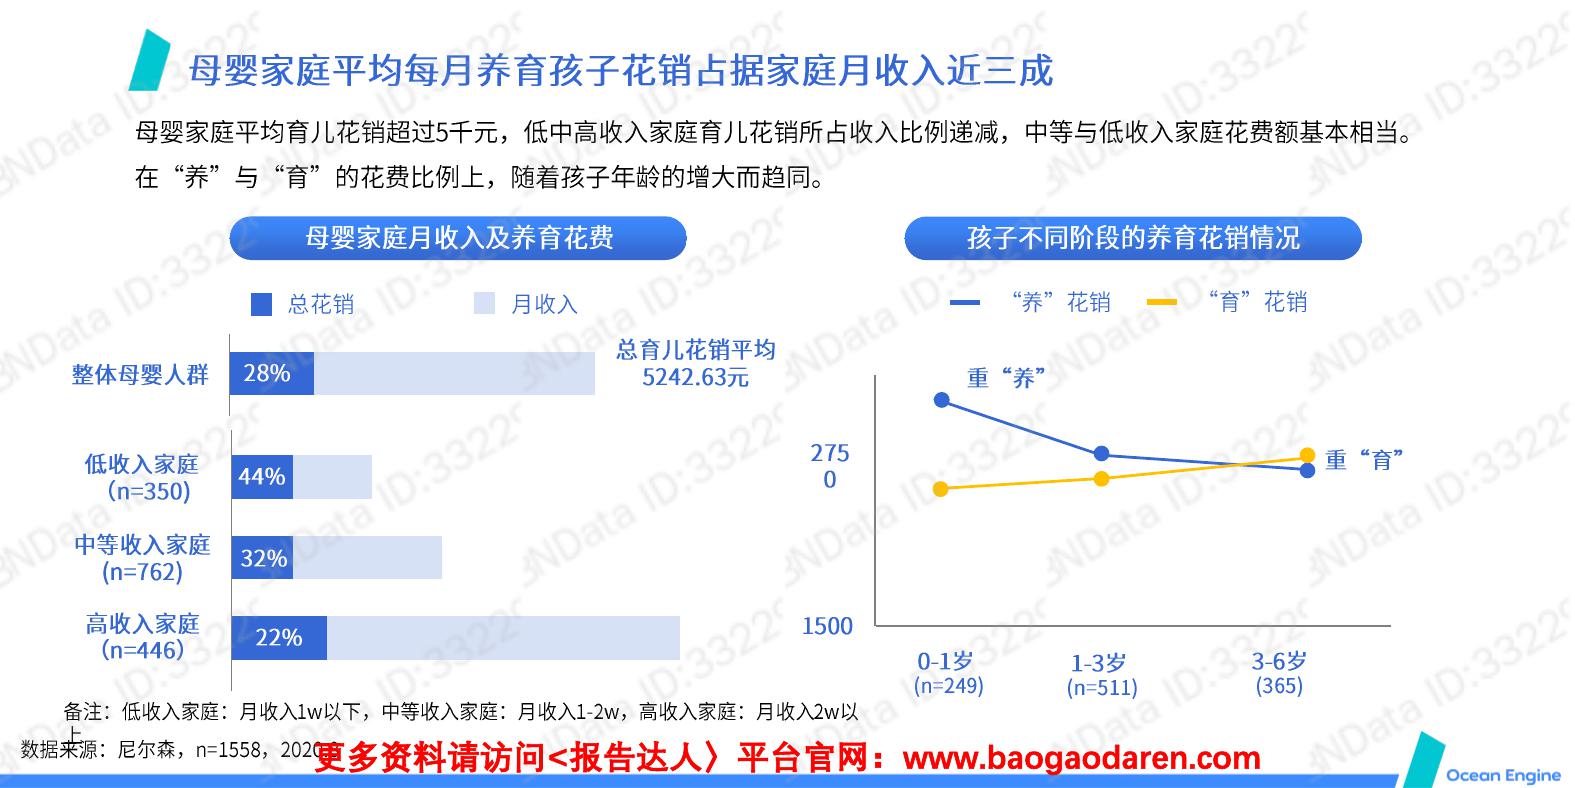 母婴家庭平均每月养育孩子花销占据家庭月收入近三成
母婴家庭平均育儿花销超过5千元，低中高收入家庭育儿花销所占收入比例递减，中等与低收入家庭花费额基本相当。
在“养”与“育”的花费比例上，随着孩子年龄的增大而趋同。
母婴家庭月收入及养育花费
总花销
月收入
整体母婴人群
28%
总育儿花销平均
5242.63元
低收入家庭
（n=350)
44%
中等收入家庭
(n=762)
32%
高收入家庭
（n=446）
22%
孩子不同阶段的养育花销情况
“养”花销
“育”花销
重“养”
重“育”
275
0
1500
0-1岁
(n=249)
1-3岁
(n=511)
3-6岁
(365)
备注：低收入家庭：月收入1w以下，中等收入家庭：月收入1-2w，高收入家庭：月收入2w以
上
数据来源：尼尔森，n=1558，2020
更多资料请访问<报告达人〉平台官网：www.baogaodaren.com
Ocean Engine